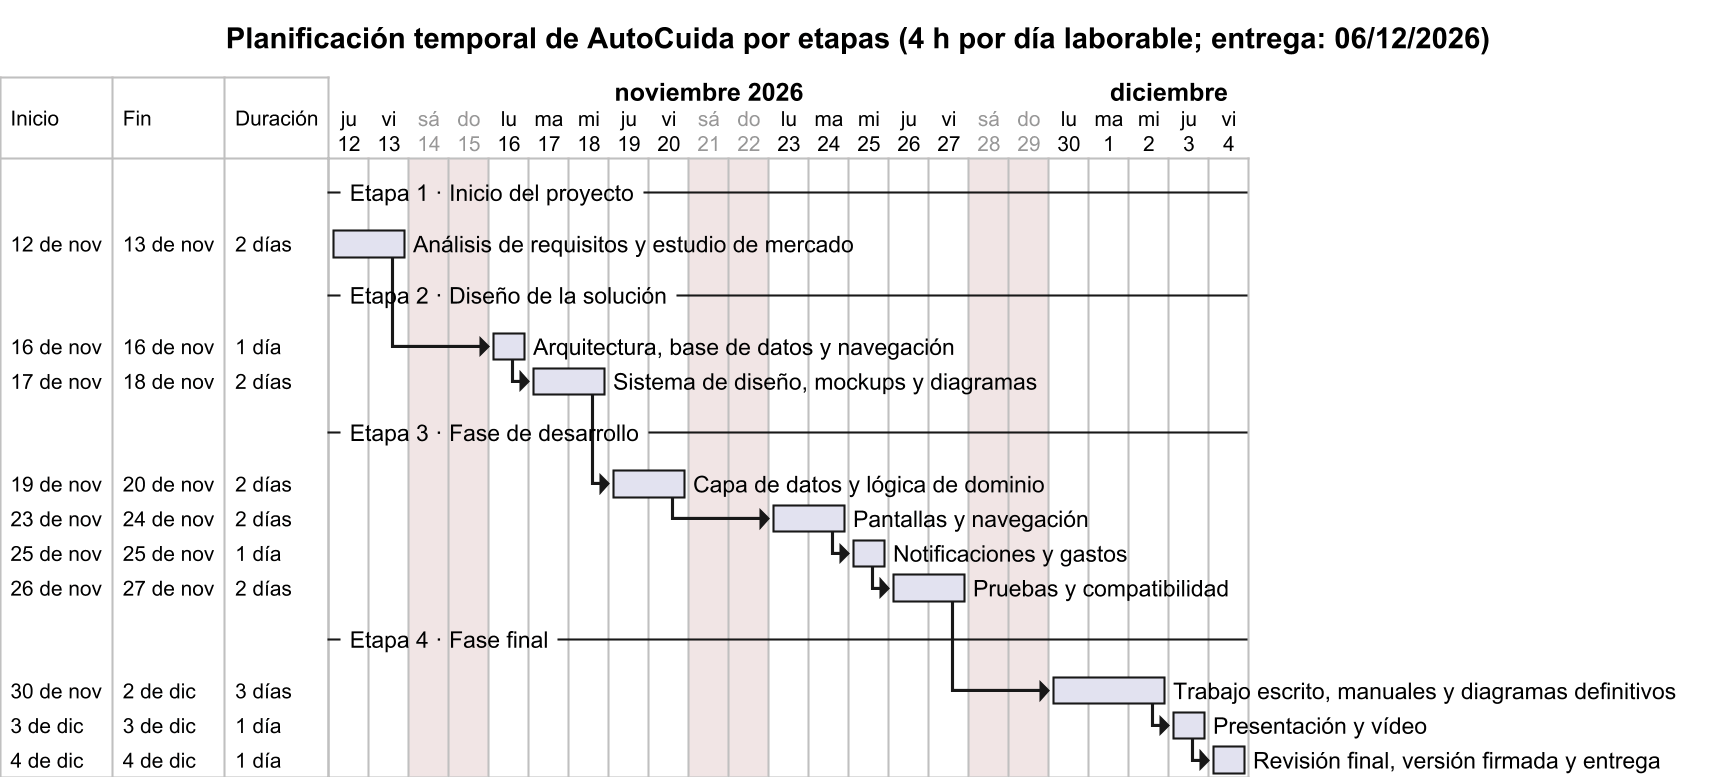 Planificación temporal de AutoCuida por etapas (4 h por día laborable; entrega: 06/12/2026)
noviembre 2026 diciembre
Inicio Fin Duración ju vi sá do lu ma mi ju vi sá do lu ma mi ju vi sá do lu ma mi ju vi
12 13 14 15 16 17 18 19 20 21 22 23 24 25 26 27 28 29 30 1 2 3 4
Etapa 1 · Inicio del proyecto
12 de nov 13 de nov 2 días Análisis de requisitos y estudio de mercado
Etapa 2 · Diseño de la solución
16 de nov 16 de nov 1 día Arquitectura, base de datos y navegación
17 de nov 18 de nov 2 días Sistema de diseño, mockups y diagramas
Etapa 3 · Fase de desarrollo
19 de nov 20 de nov 2 días Capa de datos y lógica de dominio
23 de nov 24 de nov 2 días Pantallas y navegación
25 de nov 25 de nov 1 día Notificaciones y gastos
26 de nov 27 de nov 2 días Pruebas y compatibilidad
Etapa 4 · Fase final
30 de nov 2 de dic 3 días Trabajo escrito, manuales y diagramas definitivos
3 de dic 3 de dic 1 día Presentación y vídeo
4 de dic 4 de dic 1 día Revisión final, versión firmada y entrega